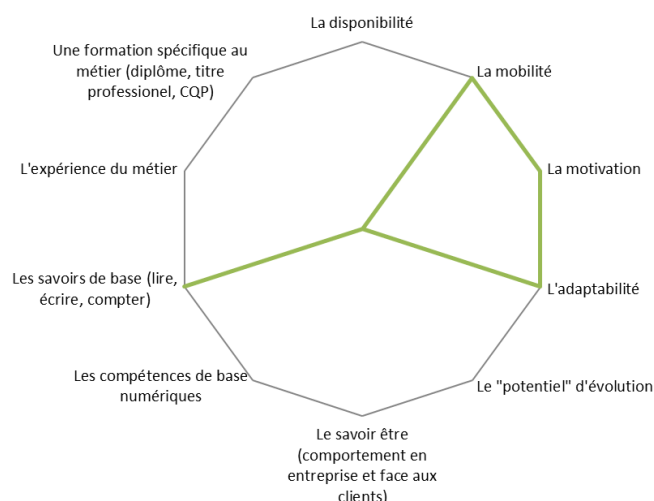 La disponibilité
Une formation spécifique au
métier (diplôme, titre
professionel, CQP)
La mobilité
L'expérience du métier
La motivation
Les savoirs de base (lire,
écrire, compter)
L'adaptabilité
Les compétences de base
numériques
Le "potentiel" d'évolution
Le savoir être
(comportement en
entreprise et face aux
clients)